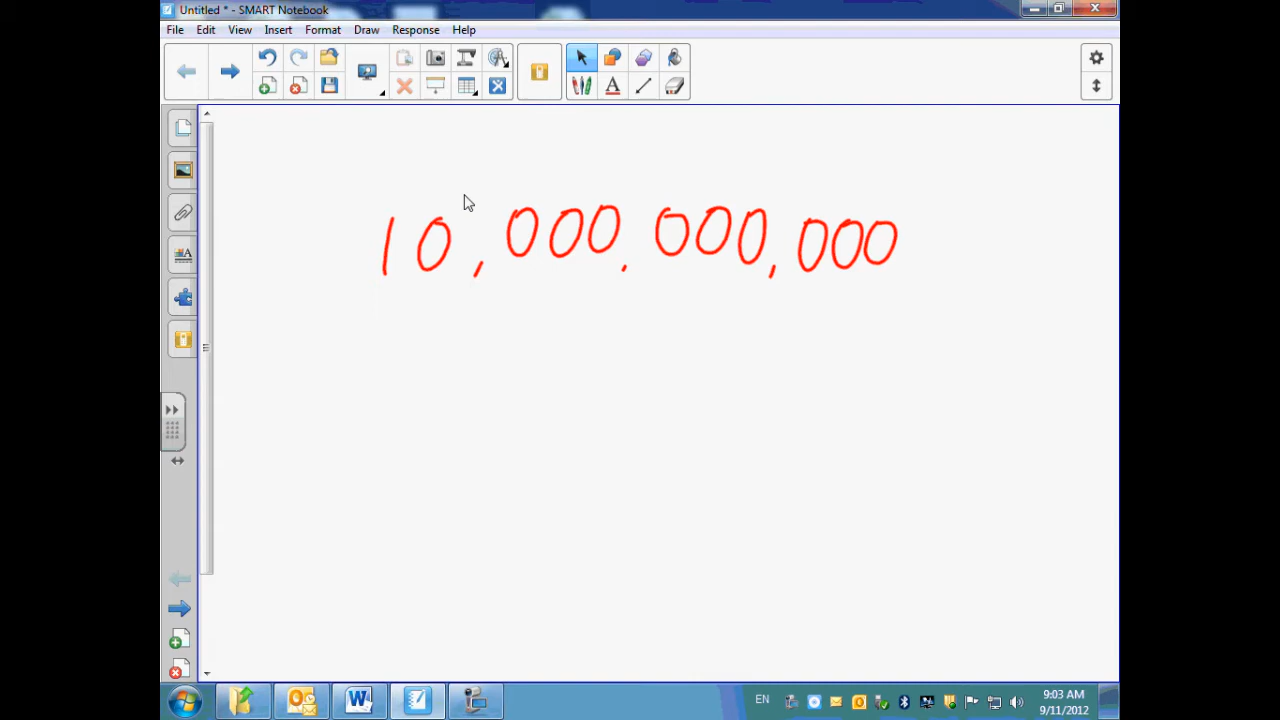 Untitled * - SMART Notebook
File Edit View Insert Format Draw Response Help
10,000,000,000
EN
9:03 AM
9/11/2012